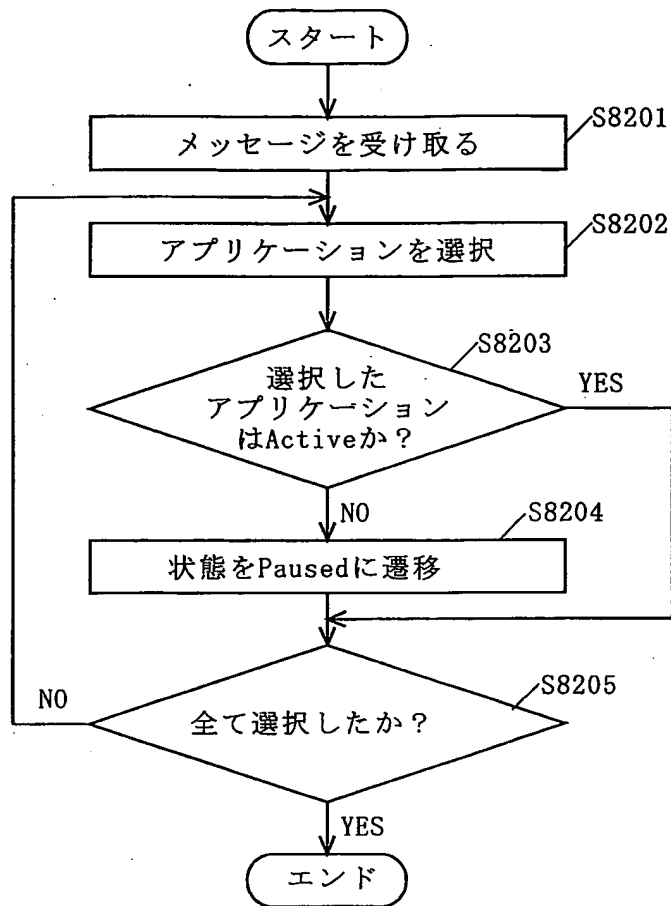 スタート
S8201
メッセージを受け取る
S8202
アプリケーションを選択
S8203
選択した
アプリケーション
はActiveか？
YES
NO
S8204
状態をPausedに遷移
S8205
NO
全て選択したか？
YES
エンド